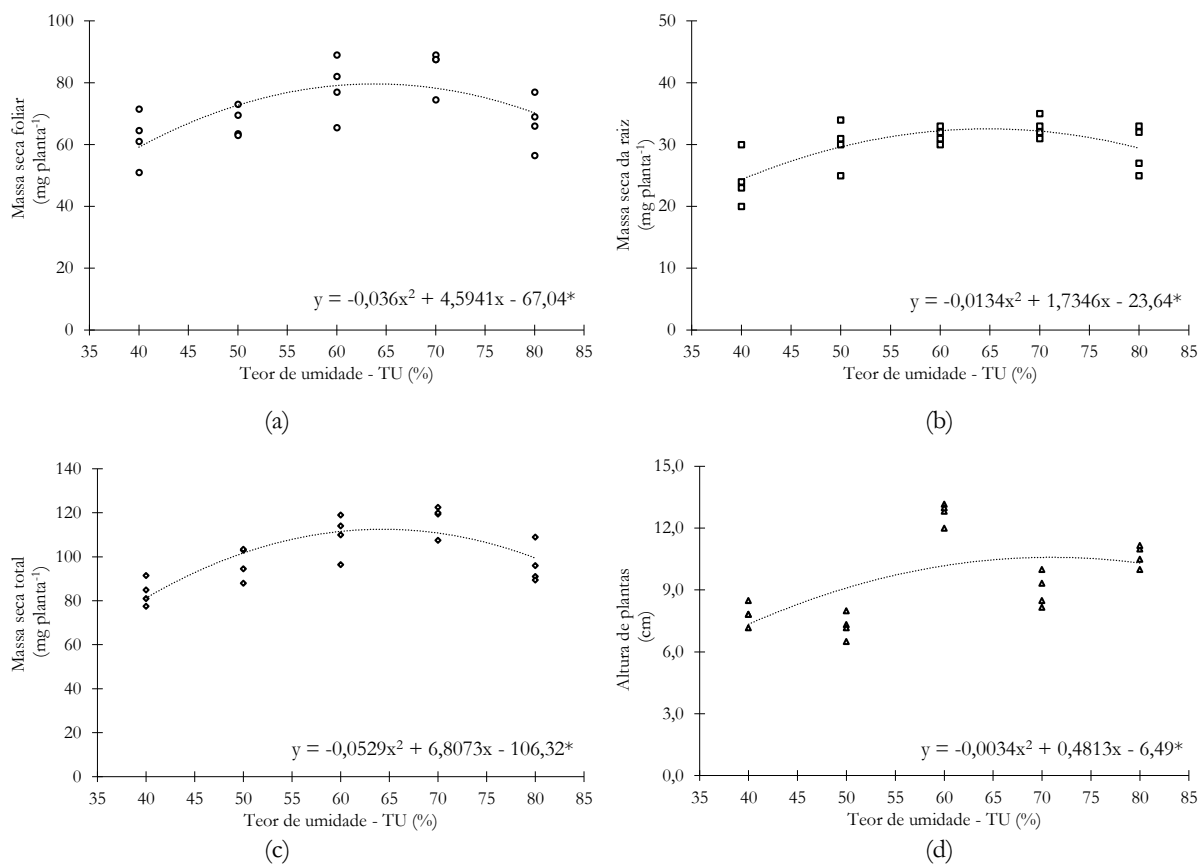 100
80
60
40
20
0
Massa seca foliar
(mg planta⁻¹)
y = -0,036x² + 4,5941x - 67,04*
35 40 45 50 55 60 65 70 75 80 85
Teor de umidade - TU (%)
(a)
50
40
30
20
10
0
Massa seca da raiz
(mg planta⁻¹)
y = -0,0134x² + 1,7346x - 23,64*
35 40 45 50 55 60 65 70 75 80 85
Teor de umidade - TU (%)
(b)
140
120
100
80
60
40
20
0
Massa seca total
(mg planta⁻¹)
y = -0,0529x² + 6,8073x - 106,32*
35 40 45 50 55 60 65 70 75 80 85
Teor de umidade - TU (%)
(c)
15,0
12,0
9,0
6,0
3,0
0,0
Altura de plantas
(cm)
y = -0,0034x² + 0,4813x - 6,49*
35 40 45 50 55 60 65 70 75 80 85
Teor de umidade - TU (%)
(d)